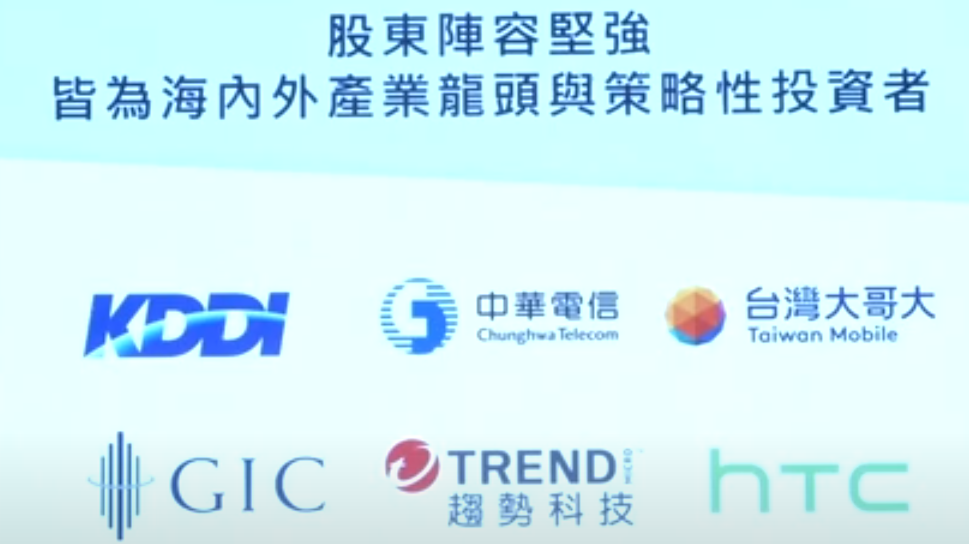 股東陣容堅強
皆為海內外產業龍頭與策略性投資者
KDDI
中華電信
Chunghwa Telecom
台灣大哥大
Taiwan Mobile
GIC
TREND MICRO
趨勢科技
hTC